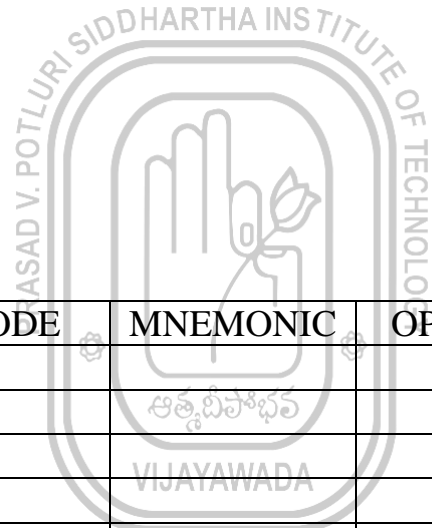 PRASAD V. POTLURI SIDDHARTHA INSTITUTE OF TECHNOLOGY
ODE MNEMONIC OP
ఆత్మదీపోభవ
VIJAYAWADA